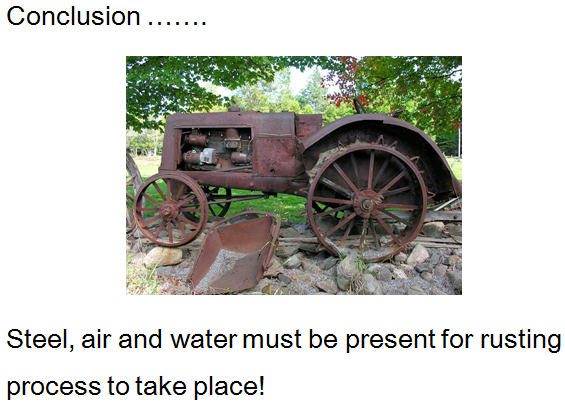 Conclusion …….
Steel, air and water must be present for rusting
process to take place!